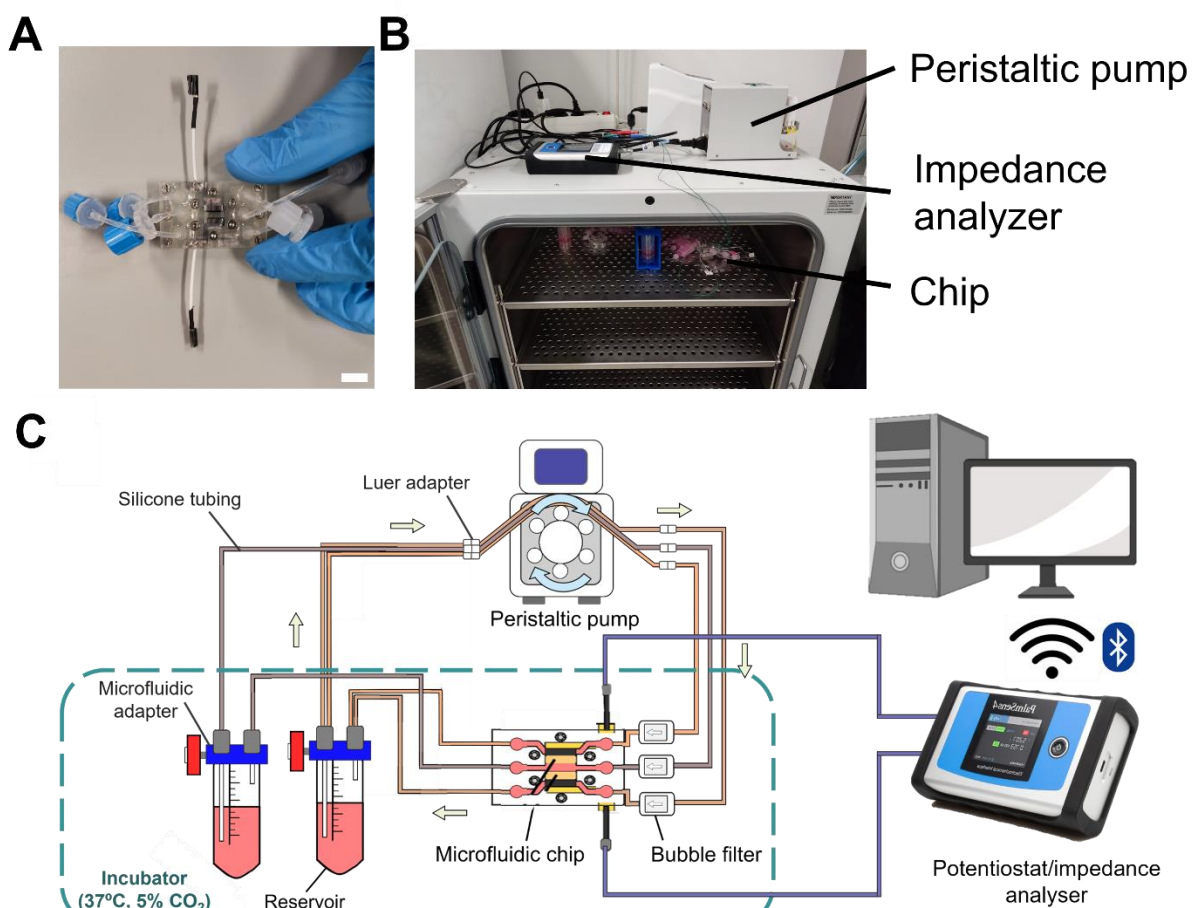 A
B
Peristaltic pump
Impedance
analyzer
Chip
C
Silicone tubing
Luer adapter
Peristaltic pump
Microfluidic
adapter
PalmSens4
Microfluidic chip
Bubble filter
Incubator
(37ºC, 5% CO₂)
Reservoir
Potentiostat/impedance
analyser